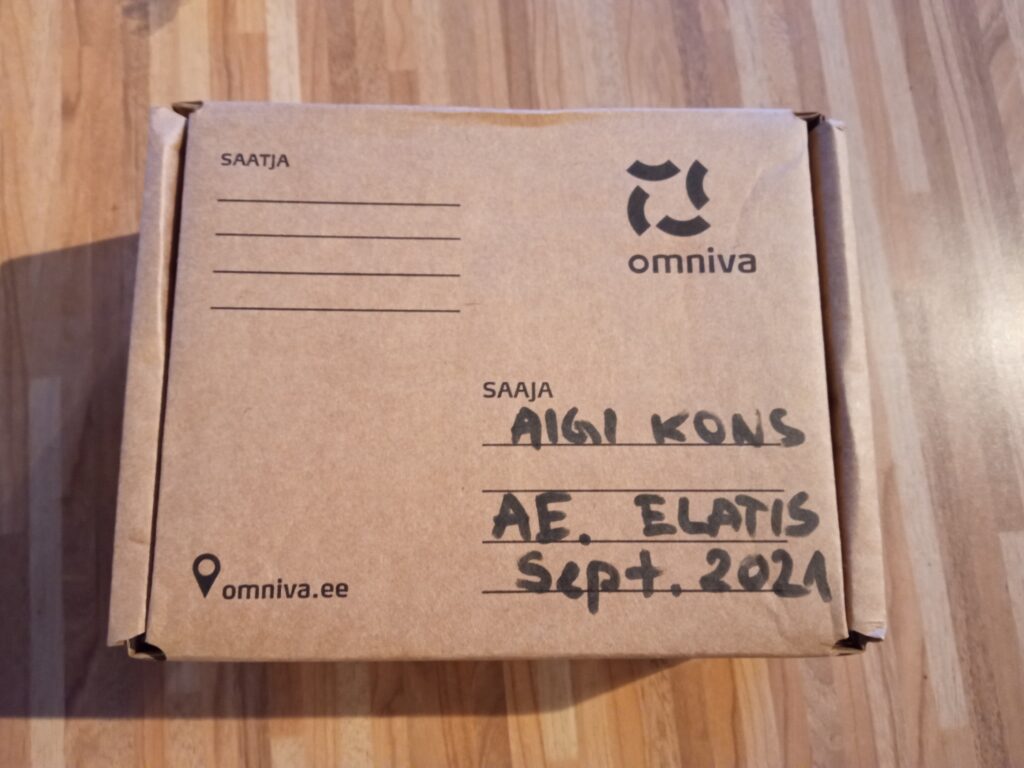 SAATJA
omniva
SAAJA
AIGI KONS
AE. ELATIS
Sept. 2021
omniva.ee